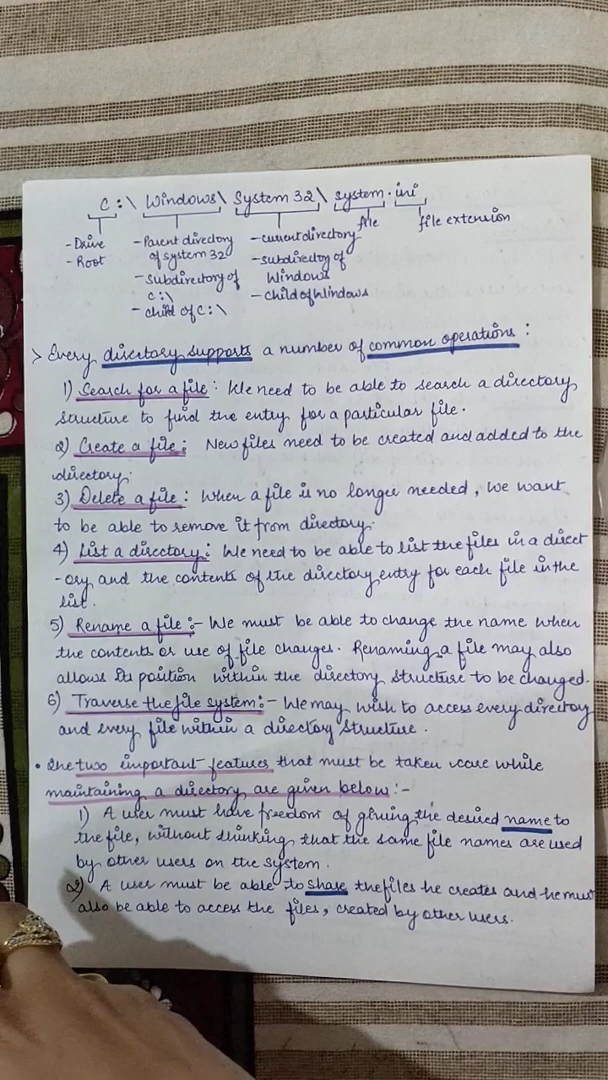 C:\ Windows\ System 32\ system.ini
- Drive
- Root
- Parent directory
of system 32
- Subdirectory of
C:\
- child of C:\
- current directory
- subdirectory of
Windows
- Child of Windows
file
file extension
> Every directory supports a number of common operations :
1) Search for a file : We need to be able to search a directory
structure to find the entry for a particular file.
2) Create a file : New files need to be created and added to the
directory.
3) Delete a file : When a file is no longer needed, we want
to be able to remove it from directory.
4) List a directory : We need to be able to list the files in a direct
-ory and the contents of the directory entry for each file in the
list.
5) Rename a file :- We must be able to change the name when
the contents or use of file changes. Renaming a file may also
allows its position within the directory structure to be changed.
6) Traverse the file system :- We may wish to access every directory
and every file within a directory structure.
• The two important features that must be taken care while
maintaining a directory are given below :-
1) A user must have freedom of giving the desired name to
the file, without thinking that the same file names are used
by other users on the system.
2) A user must be able to share the files he creates and he must
also be able to access the files, created by other users.